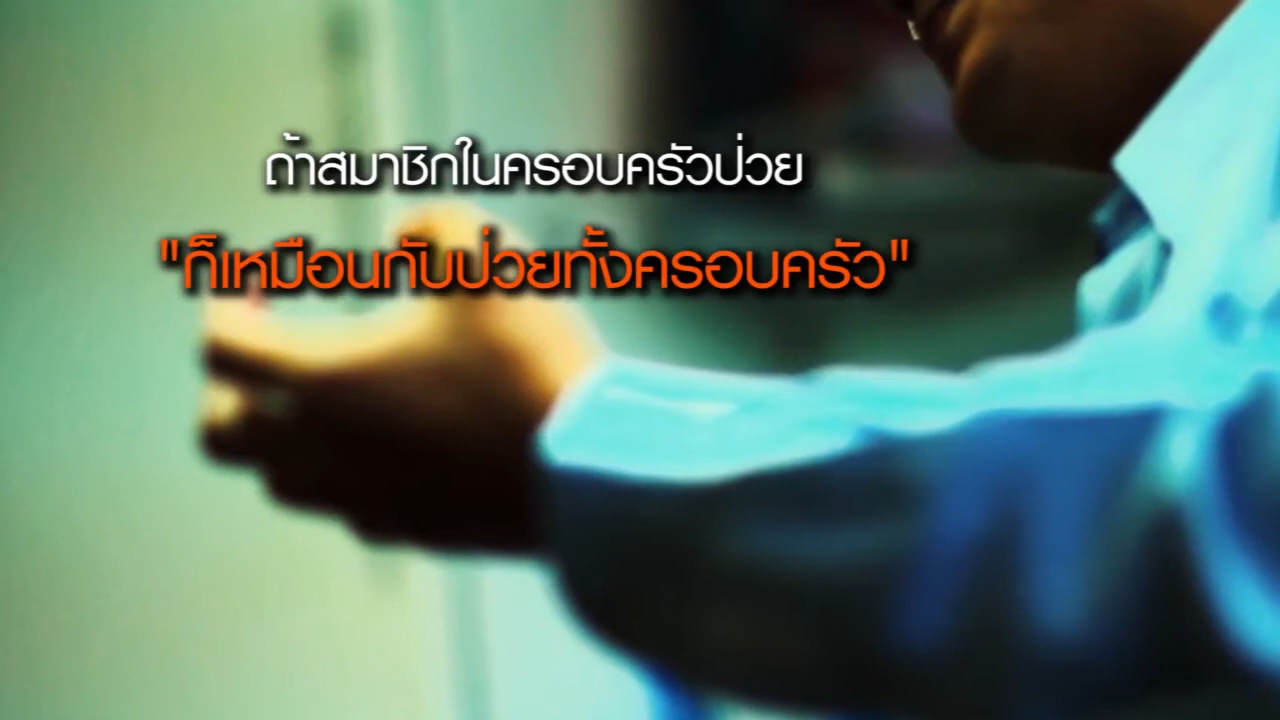 ถ้าสมาชิกในครอบครัวป่วย
"ก็เหมือนกับป่วยทั้งครอบครัว"